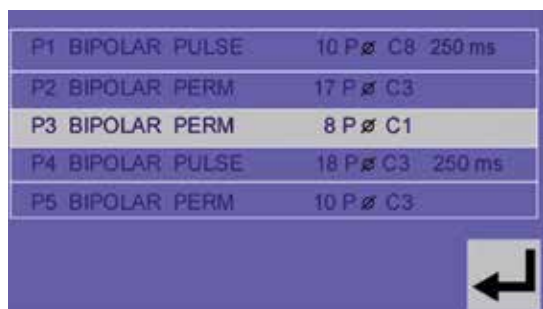 P1 BIPOLAR PULSE 10 P ø C8 250 ms
P2 BIPOLAR PERM 17 P ø C3
P3 BIPOLAR PERM 8 P ø C1
P4 BIPOLAR PULSE 18 P ø C3 250 ms
P5 BIPOLAR PERM 10 P ø C3